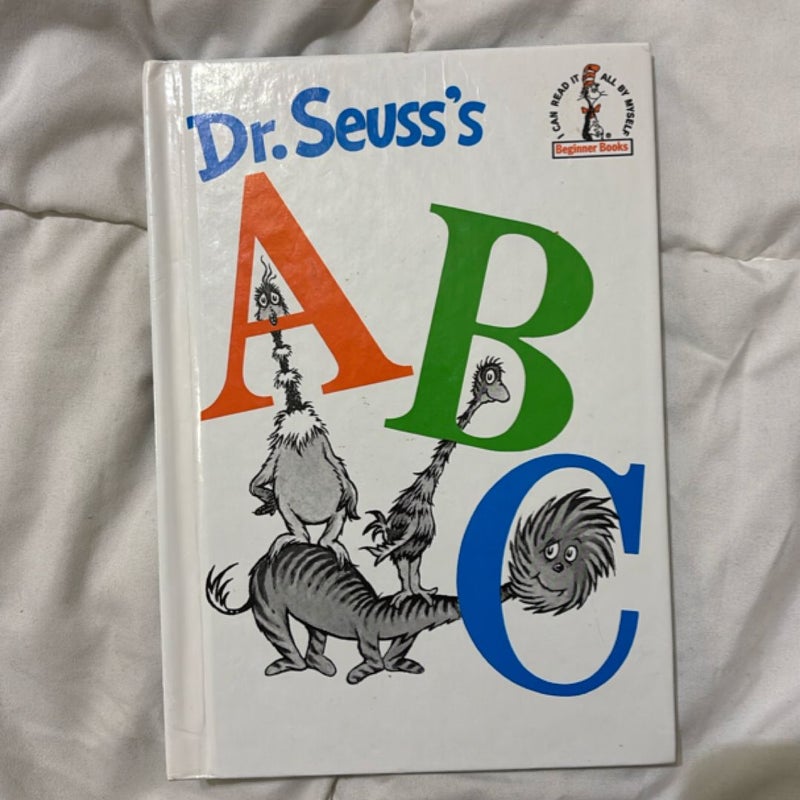 Dr. Seuss's
I CAN READ IT ALL BY MYSELF
Beginner Books
A
B
C